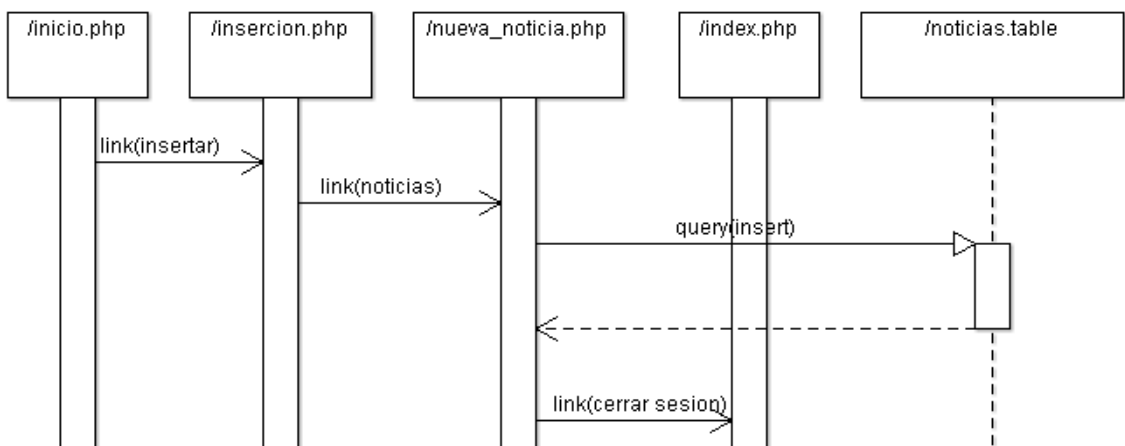 /inicio.php
/insercion.php
/nueva_noticia.php
/index.php
/noticias.table
link(insertar)
link(noticias)
query(insert)
link(cerrar sesion)